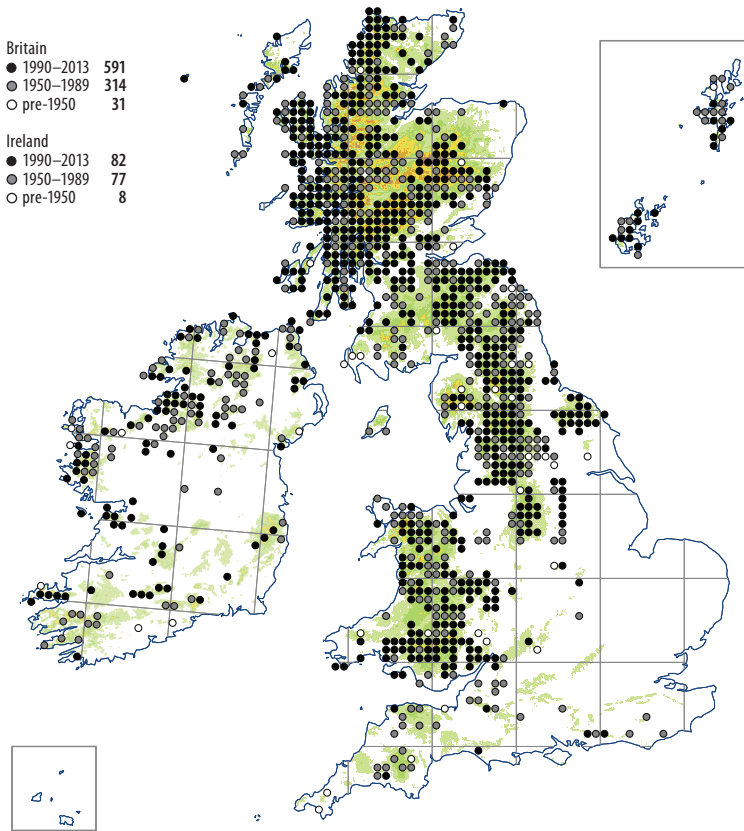 Britain
1990–2013 591
1950–1989 314
pre-1950 31
Ireland
1990–2013 82
1950–1989 77
pre-1950 8